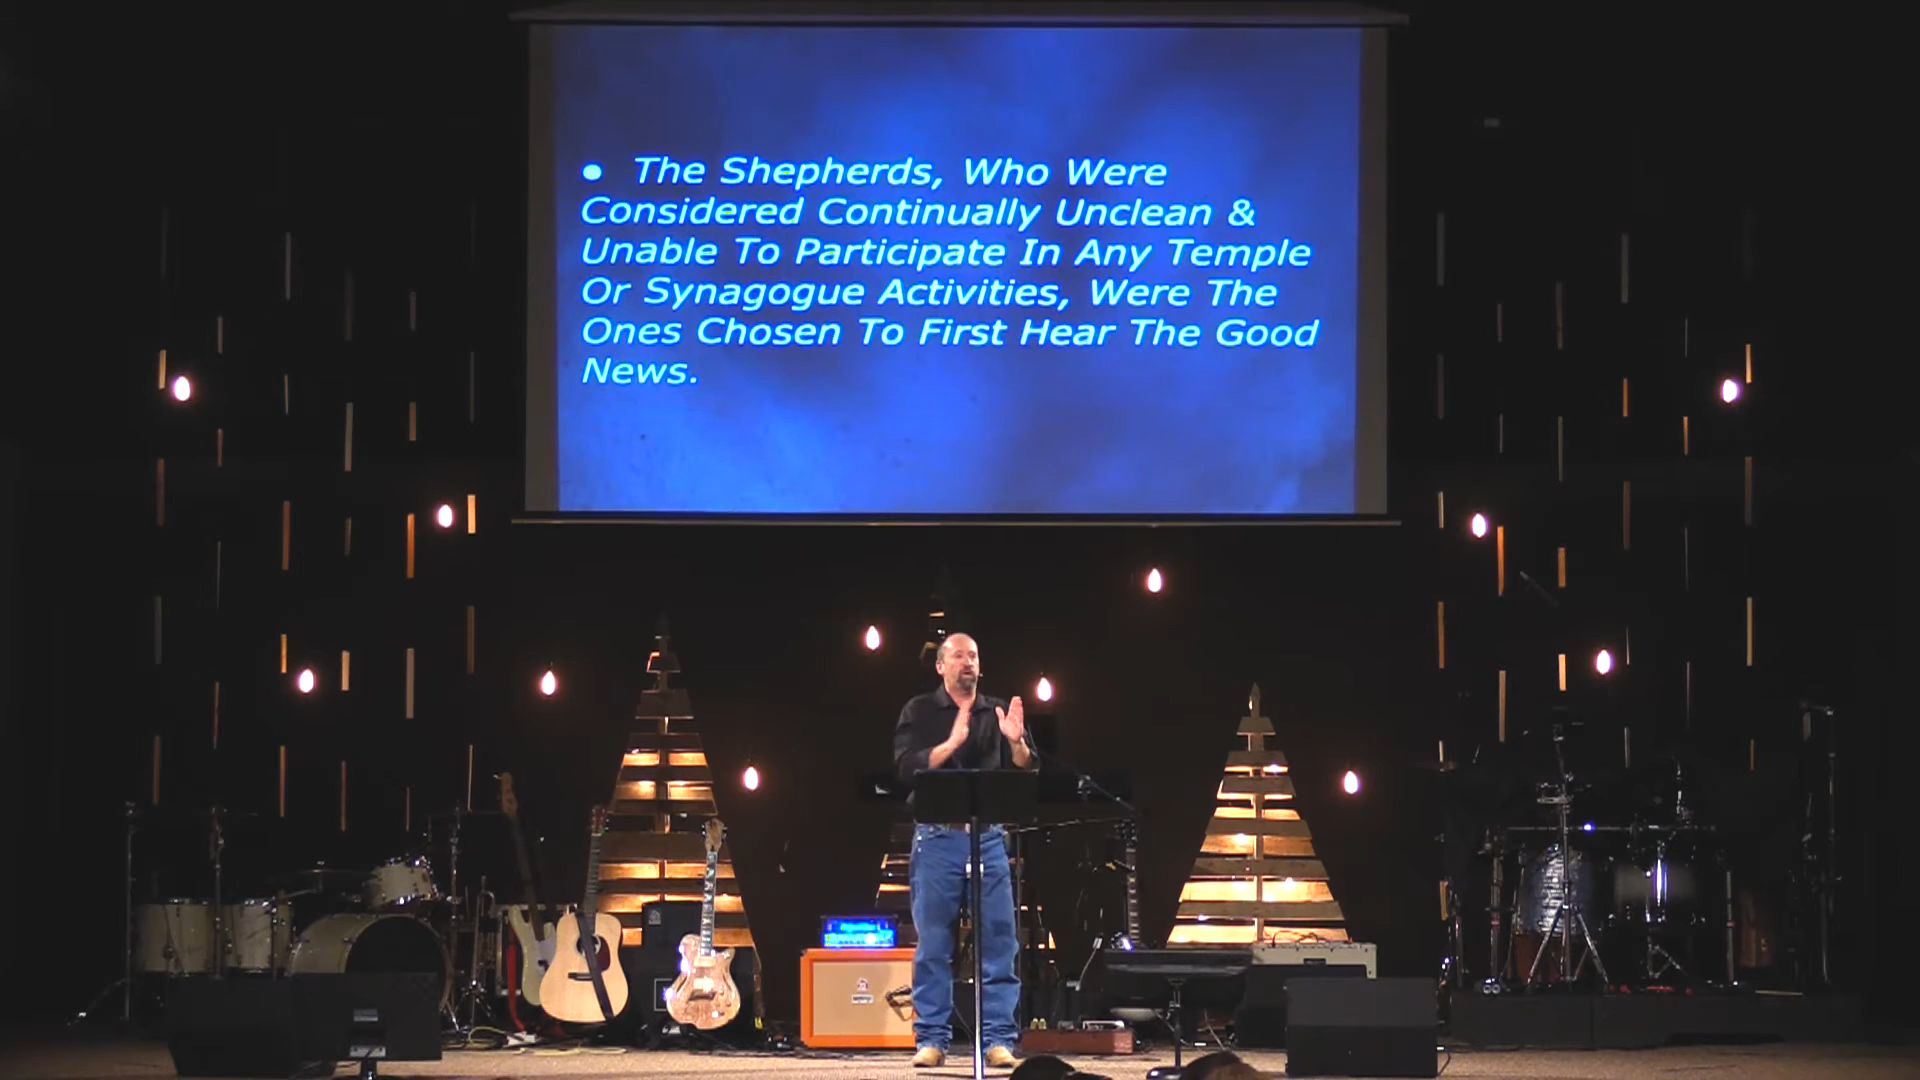 ● The Shepherds, Who Were
Considered Continually Unclean &
Unable To Participate In Any Temple
Or Synagogue Activities, Were The
Ones Chosen To First Hear The Good
News.